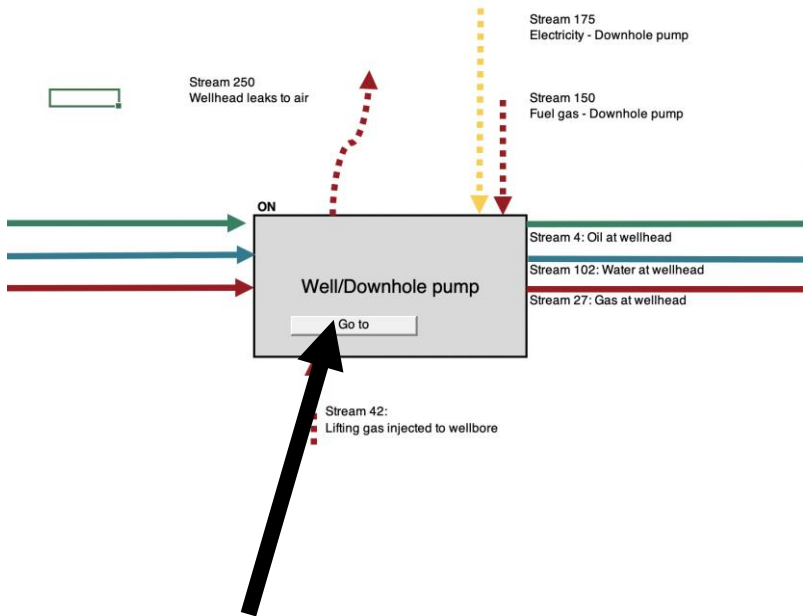 Stream 175
Electricity - Downhole pump
Stream 250
Wellhead leaks to air
Stream 150
Fuel gas - Downhole pump
ON
Stream 4: Oil at wellhead
Stream 102: Water at wellhead
Well/Downhole pump
Stream 27: Gas at wellhead
Go to
Stream 42:
Lifting gas injected to wellbore